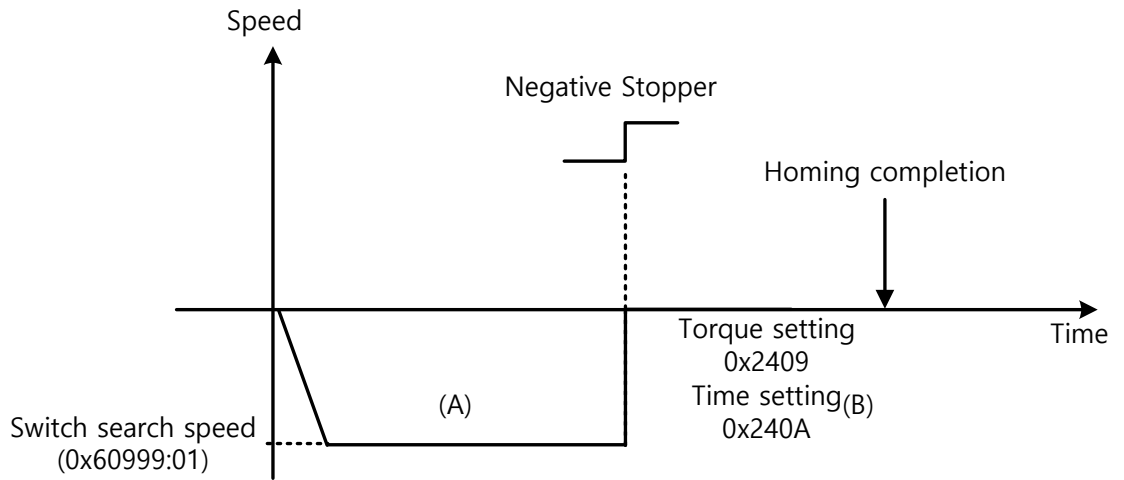 Speed
Negative Stopper
Homing completion
Torque setting
0x2409
Time
Time setting(B)
0x240A
(A)
Switch search speed
(0x60999:01)